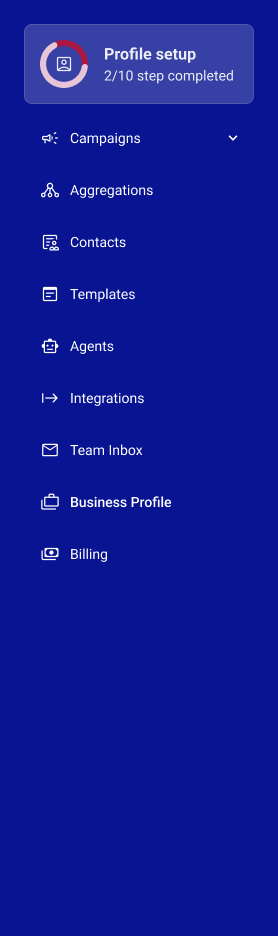 Profile setup
2/10 step completed
Campaigns
Aggregations
Contacts
Templates
Agents
Integrations
Team Inbox
Business Profile
Billing